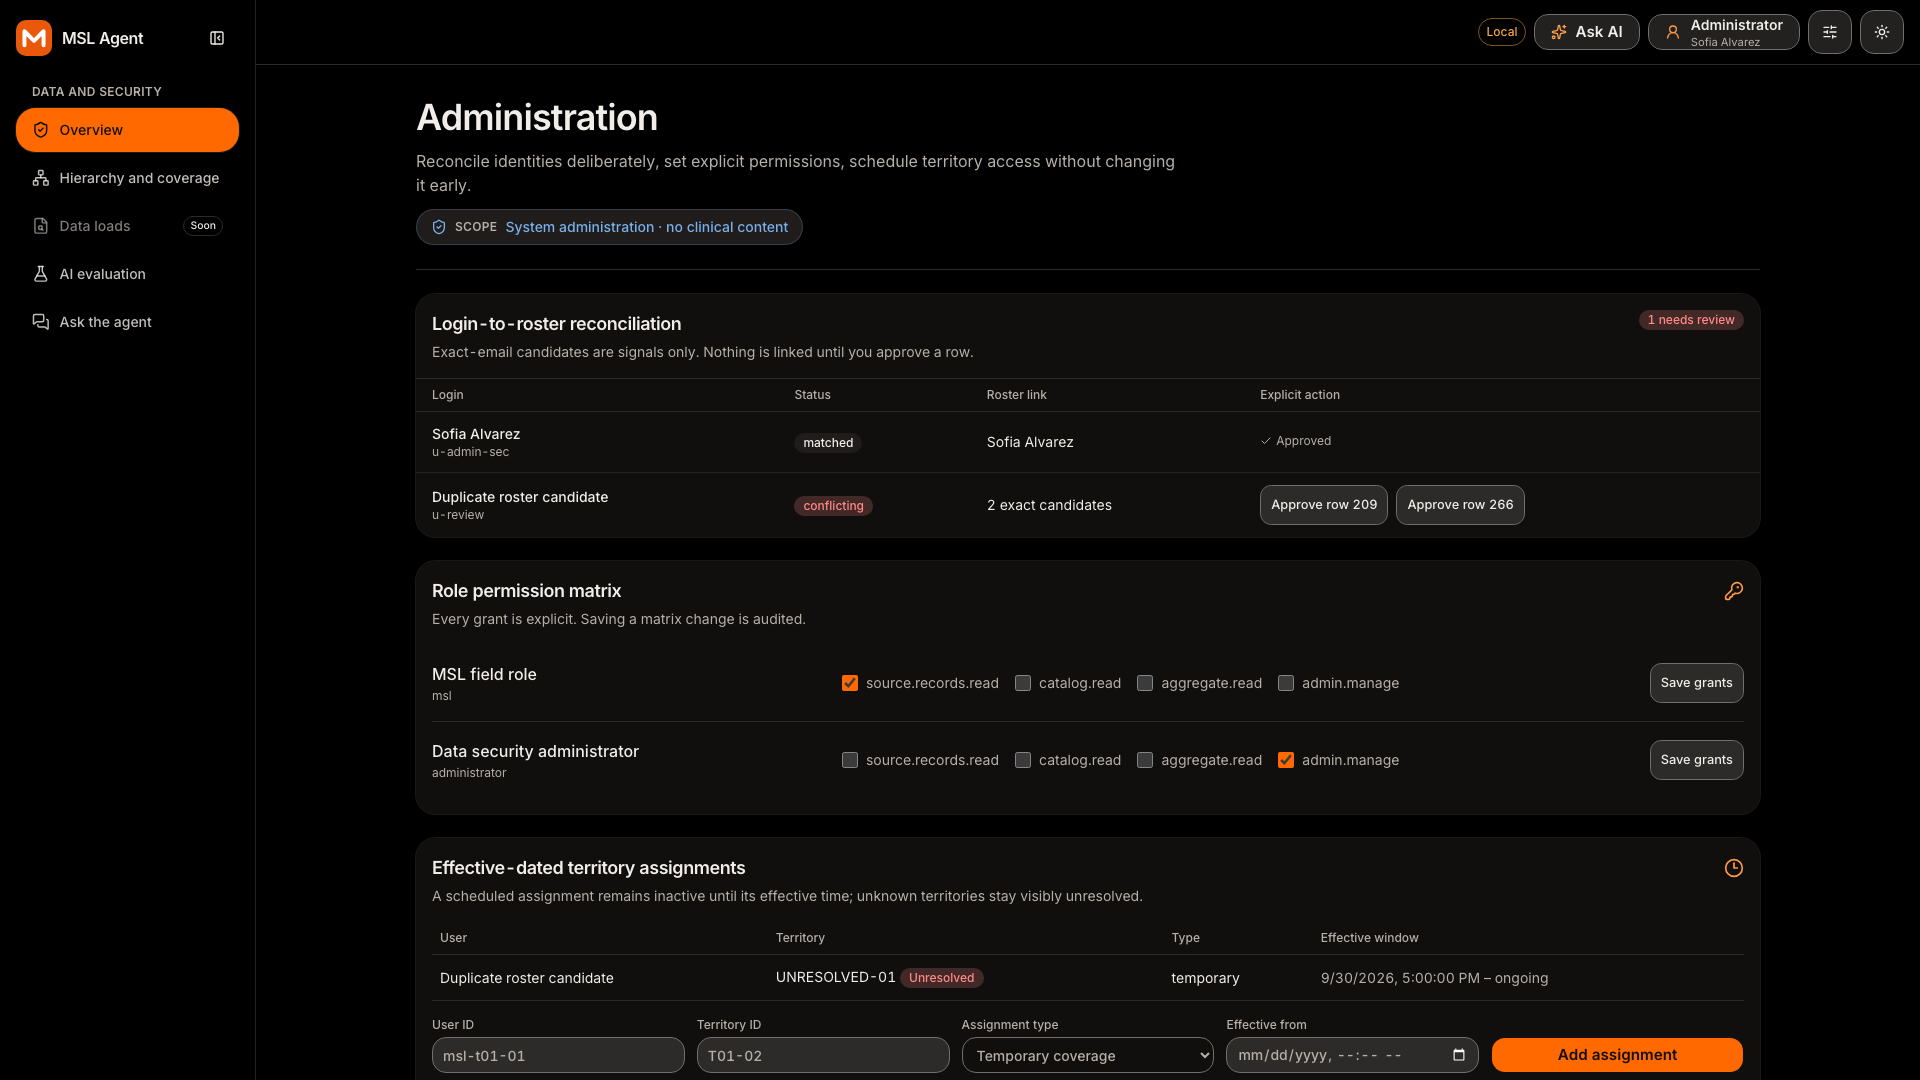 MSL Agent
Local
Ask AI
Administrator
Sofia Alvarez
DATA AND SECURITY
Overview
Hierarchy and coverage
Data loads
Soon
AI evaluation
Ask the agent
Administration
Reconcile identities deliberately, set explicit permissions, schedule territory access without changing
it early.
SCOPE System administration · no clinical content
Login-to-roster reconciliation
1 needs review
Exact-email candidates are signals only. Nothing is linked until you approve a row.
Login Status Roster link Explicit action
Sofia Alvarez
u-admin-sec
matched
Sofia Alvarez
Approved
Duplicate roster candidate
u-review
conflicting
2 exact candidates
Approve row 209
Approve row 266
Role permission matrix
Every grant is explicit. Saving a matrix change is audited.
MSL field role
msl
source.records.read catalog.read aggregate.read admin.manage
Save grants
Data security administrator
administrator
source.records.read catalog.read aggregate.read admin.manage
Save grants
Effective-dated territory assignments
A scheduled assignment remains inactive until its effective time; unknown territories stay visibly unresolved.
User Territory Type Effective window
Duplicate roster candidate UNRESOLVED-01 Unresolved temporary 9/30/2026, 5:00:00 PM – ongoing
User ID Territory ID Assignment type Effective from
msl-t01-01 T01-02 Temporary coverage mm/dd/yyyy, --:-- -- Add assignment